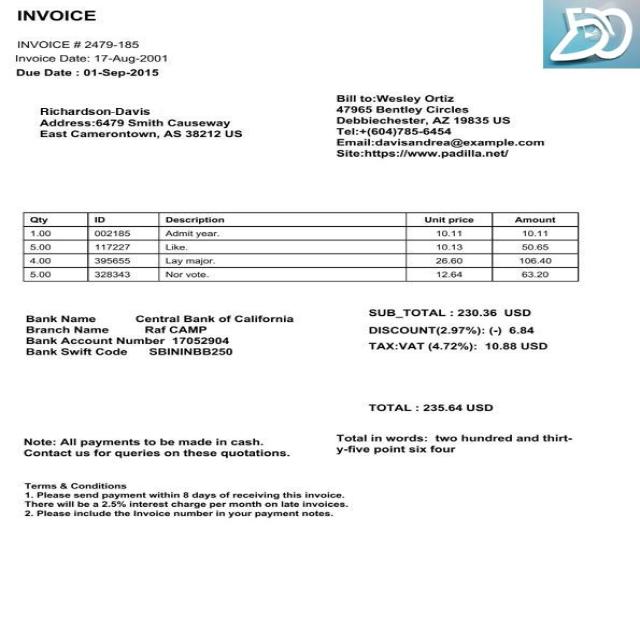 INVOICE
INVOICE # 2479-185
Invoice Date: 17-Aug-2001
Due Date : 01-Sep-2015
Richardson-Davis
Address:6479 Smith Causeway
East Camerontown, AS 38212 US
Bill to:Wesley Ortiz
47965 Bentley Circles
Debbiechester, AZ 19835 US
Tel:+(604)785-6454
Email:davisandrea@example.com
Site:https://www.padilla.net/
Qty ID Description Unit price Amount
1.00 002185 Admit year. 10.11 10.11
5.00 117227 Like. 10.13 50.65
4.00 395655 Lay major. 26.60 106.40
5.00 328343 Nor vote. 12.64 63.20
Bank Name Central Bank of California
Branch Name Raf CAMP
Bank Account Number 17052904
Bank Swift Code SBININBB250
SUB_TOTAL : 230.36 USD
DISCOUNT(2.97%): (-) 6.84
TAX:VAT (4.72%): 10.88 USD
TOTAL : 235.64 USD
Note: All payments to be made in cash.
Contact us for queries on these quotations.
Total in words: two hundred and thirt-
y-five point six four
Terms & Conditions
1. Please send payment within 8 days of receiving this invoice.
There will be a 2.5% interest charge per month on late invoices.
2. Please include the Invoice number in your payment notes.